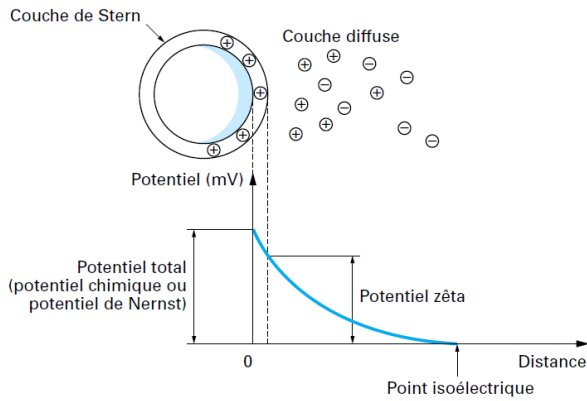 Couche de Stern
Couche diffuse
+
+
+
+
+
+
+
+
+
+
+
+
−
−
−
−
−
−
Potentiel (mV)
Potentiel total
(potentiel chimique ou
potentiel de Nernst)
Potentiel zêta
0
Distance
Point isoélectrique